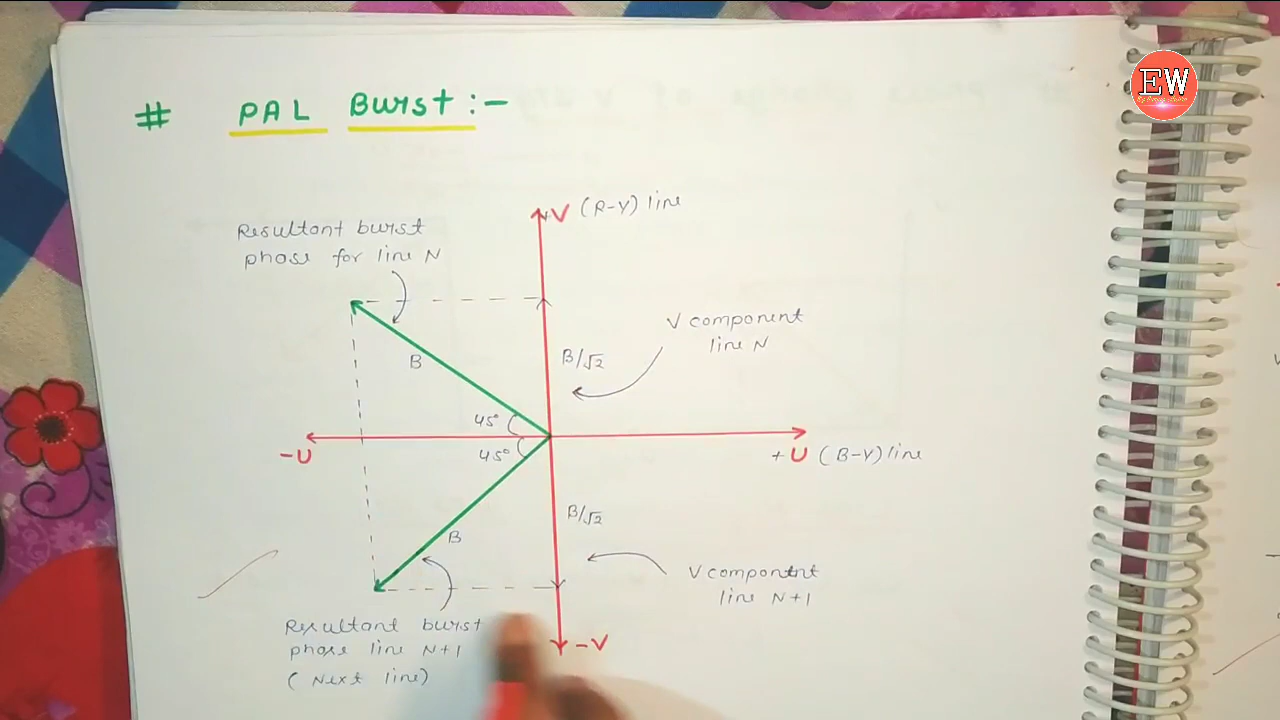 EW
# PAL Burst :-
+V (R-Y) line
Resultant burst
phase for line N
V component
line N
B
B/√2
45°
-U
45°
+U (B-Y) line
B/√2
B
V component
line N+1
Resultant burst
phase line N+1
(Next line)
-V